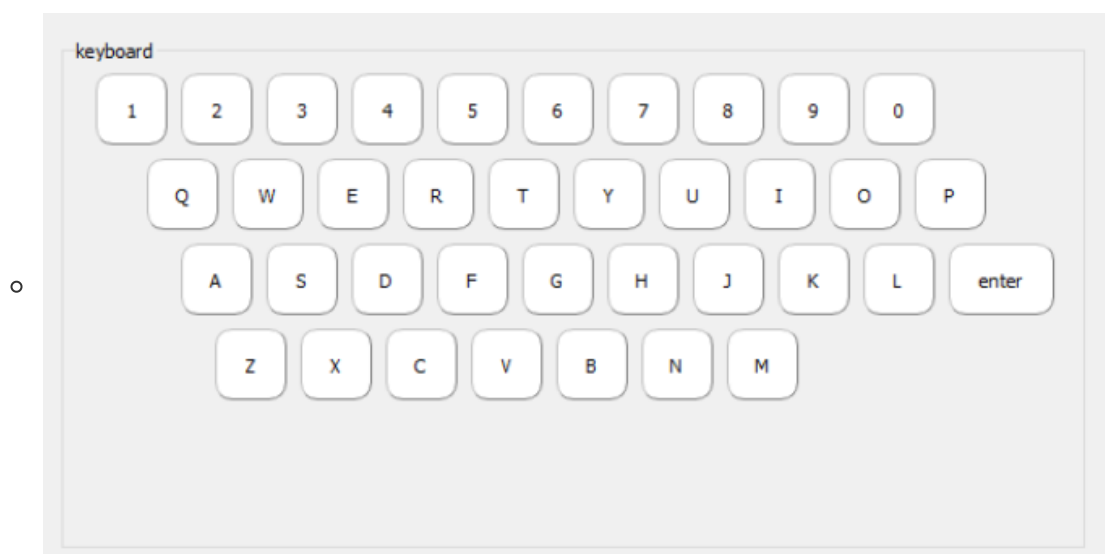 keyboard
1 2 3 4 5 6 7 8 9 0
Q W E R T Y U I O P
A S D F G H J K L enter
Z X C V B N M